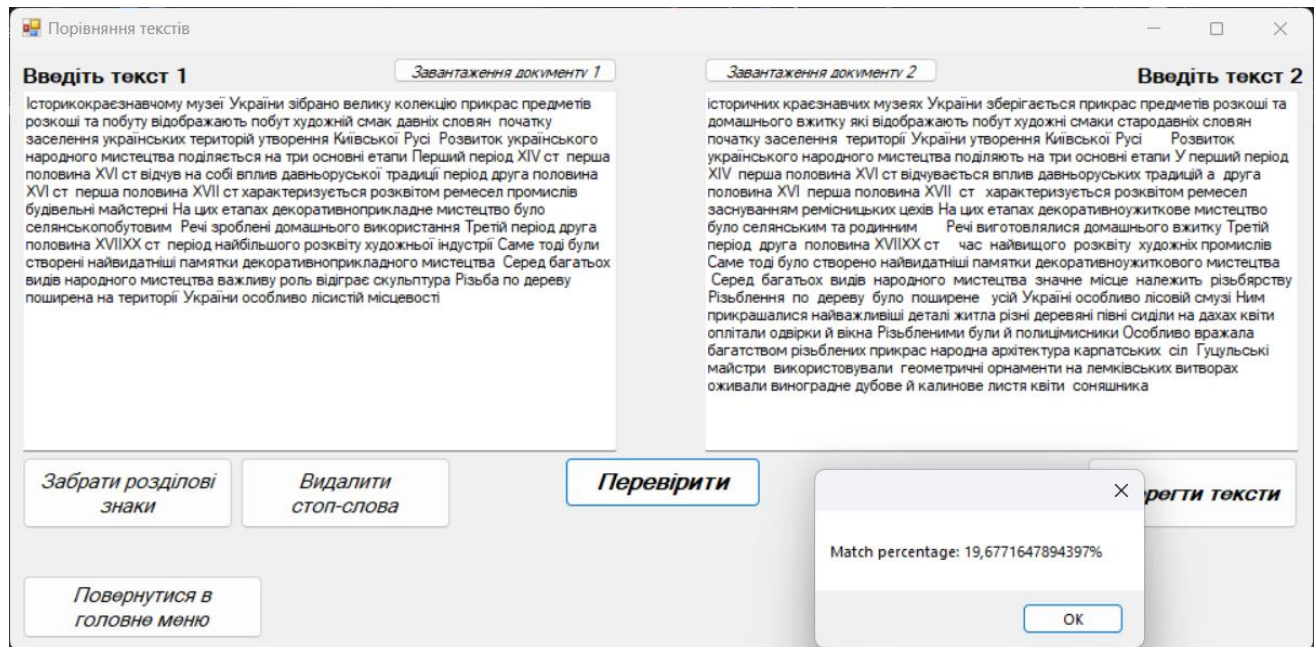 Порівняння текстів
Введіть текст 1
Завантаження документу 1
Завантаження документу 2
Введіть текст 2
Історикокраєзнавчому музеї України зібрано велику колекцію прикрас предметів
розкоші та побуту відображають побут художній смак давніх словян початку
заселення українських територій утворення Київської Русі Розвиток українського
народного мистецтва поділяється на три основні етапи Перший період XIV ст перша
половина XVI ст відчув на собі вплив давньоруської традиції період друга половина
XVI ст перша половина XVII ст характеризується розквітом ремесел промислів
будівельні майстерні На цих етапах декоративноприкладне мистецтво було
селянськопобутовим Речі зроблені домашнього використання Третій період друга
половина XVIIXX ст період найбільшого розквіту художньої індустрії Саме тоді були
створені найвидатніші памятки декоративноприкладного мистецтва Серед багатьох
видів народного мистецтва важливу роль відіграє скульптура Різьба по дереву
поширена на території України особливо лісистій місцевості
історичних краєзнавчих музеях України зберігається прикрас предметів розкоші та
домашнього вжитку які відображають побут художні смаки стародавніх словян
початку заселення території України утворення Київської Русі Розвиток
українського народного мистецтва поділяють на три основні етапи У перший період
XIV перша половина XVI ст відчувається вплив давньоруських традицій а друга
половина XVI перша половина XVII ст характеризується розквітом ремесел
заснуванням ремісницьких цехів На цих етапах декоративноужиткове мистецтво
було селянським та родинним Речі виготовлялися домашнього вжитку Третій
період друга половина XVIIXX ст час найвищого розквіту художніх промислів
Саме тоді було створено найвидатніші памятки декоративноужиткового мистецтва
Серед багатьох видів народного мистецтва значне місце належить різьбярству
Різьблення по дереву було поширене усій Україні особливо лісовій смузі Ним
прикрашалися найважливіші деталі житла різні деревяні півні сиділи на дахах квіти
оплітали одвірки й вікна Різьбленими були й полицімисники Особливо вражала
багатством різьблених прикрас народна архітектура карпатських сіл Гуцульські
майстри використовували геометричні орнаменти на лемківських витворах
оживали виноградне дубове й калинове листя квіти соняшника
Забрати розділові
знаки
Видалити
стоп-слова
Перевірити
регти тексти
Match percentage: 19,6771647894397%
OK
Повернутися в
головне меню